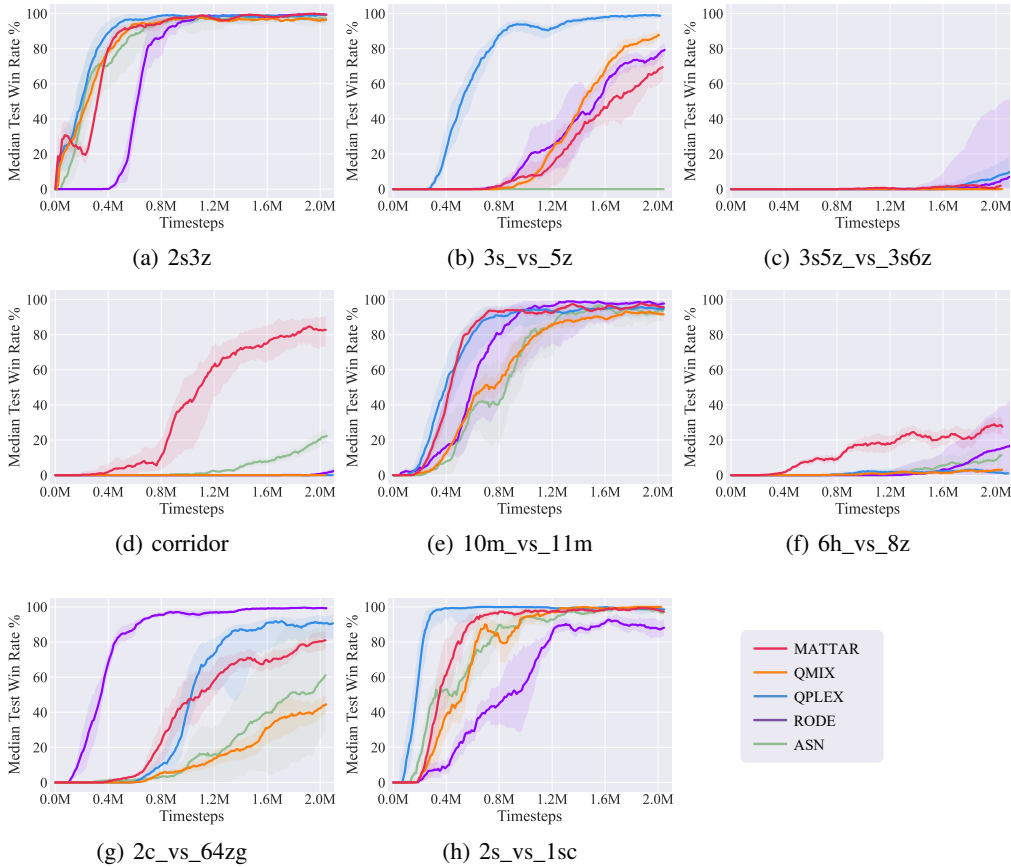 Median Test Win Rate %
100
80
60
40
20
0
0.0M 0.4M 0.8M 1.2M 1.6M 2.0M
Timesteps
(a) 2s3z
Median Test Win Rate %
100
80
60
40
20
0
0.0M 0.4M 0.8M 1.2M 1.6M 2.0M
Timesteps
(b) 3s_vs_5z
Median Test Win Rate %
100
80
60
40
20
0
0.0M 0.4M 0.8M 1.2M 1.6M 2.0M
Timesteps
(c) 3s5z_vs_3s6z
Median Test Win Rate %
100
80
60
40
20
0
0.0M 0.4M 0.8M 1.2M 1.6M 2.0M
Timesteps
(d) corridor
Median Test Win Rate %
100
80
60
40
20
0
0.0M 0.4M 0.8M 1.2M 1.6M 2.0M
Timesteps
(e) 10m_vs_11m
Median Test Win Rate %
100
80
60
40
20
0
0.0M 0.4M 0.8M 1.2M 1.6M 2.0M
Timesteps
(f) 6h_vs_8z
Median Test Win Rate %
100
80
60
40
20
0
0.0M 0.4M 0.8M 1.2M 1.6M 2.0M
Timesteps
(g) 2c_vs_64zg
Median Test Win Rate %
100
80
60
40
20
0
0.0M 0.4M 0.8M 1.2M 1.6M 2.0M
Timesteps
(h) 2s_vs_1sc
MATTAR
QMIX
QPLEX
RODE
ASN